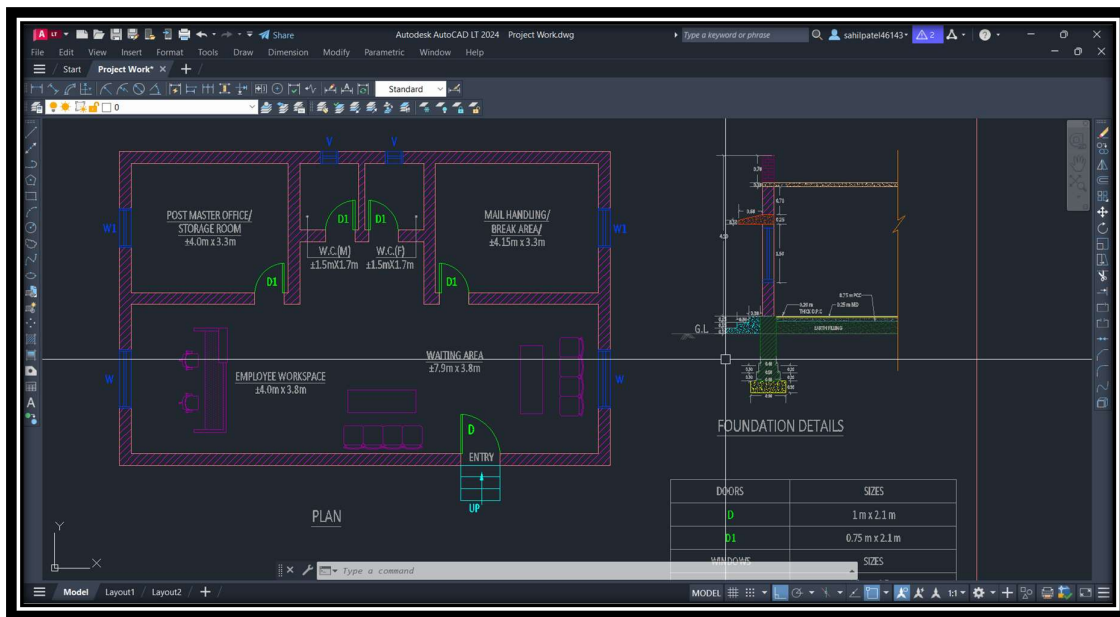 A LT Share Autodesk AutoCAD LT 2024 Project Work.dwg Type a keyword or phrase sahilpatel46143 2
File Edit View Insert Format Tools Draw Dimension Modify Parametric Window Help
Start Project Work* × +
Standard
0
V V
POST MASTER OFFICE/
STORAGE ROOM
±4.0m x 3.3m
W1
D1 D1
W.C.(M) W.C.(F)
±1.5mX1.7m ±1.5mX1.7m
MAIL HANDLING/
BREAK AREA/
±4.15m x 3.3m
W1
D1 D1
WAITING AREA
±7.9m x 3.8m
EMPLOYEE WORKSPACE
±4.0m x 3.8m
W W
D
ENTRY
UP
PLAN
G.L
EARTH FILLING
FOUNDATION DETAILS
DOORS SIZES
D 1 m x 2.1 m
D1 0.75 m x 2.1 m
WINDOWS SIZES
Y
X
Type a command
Model Layout1 Layout2 + MODEL 1:1